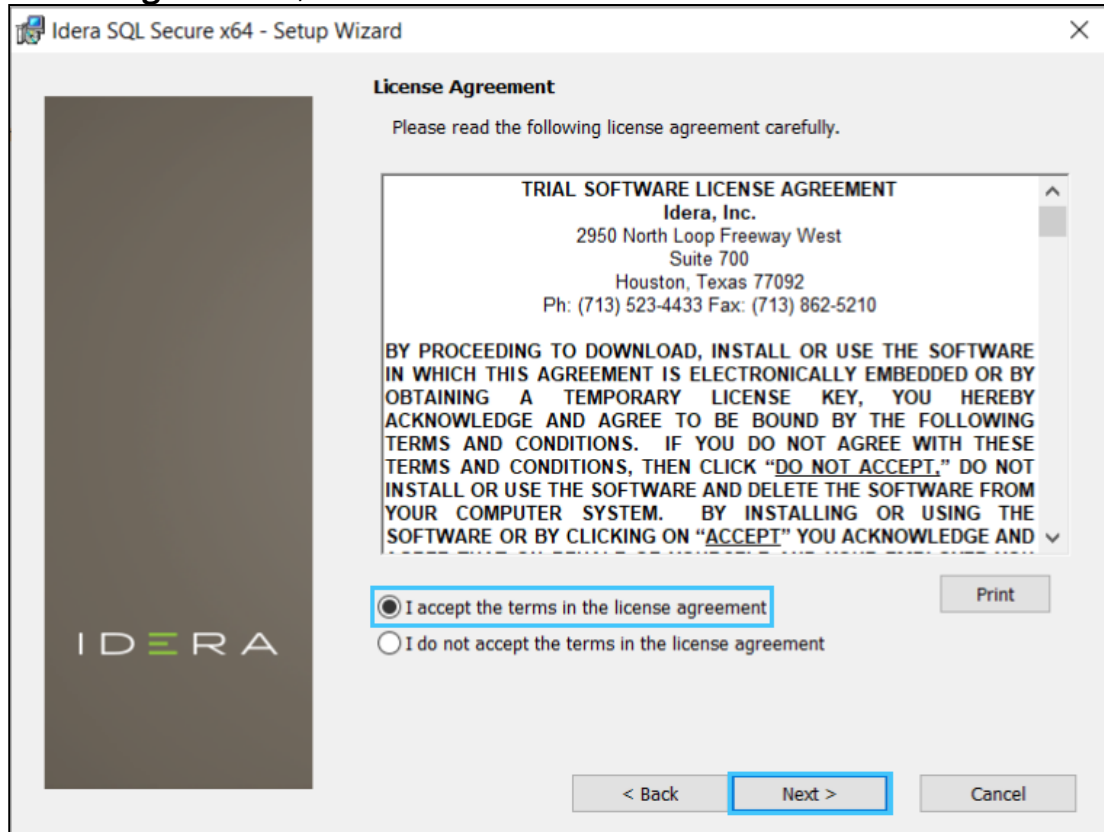 Idera SQL Secure x64 - Setup Wizard
License Agreement
Please read the following license agreement carefully.
TRIAL SOFTWARE LICENSE AGREEMENT
Idera, Inc.
2950 North Loop Freeway West
Suite 700
Houston, Texas 77092
Ph: (713) 523-4433 Fax: (713) 862-5210
BY PROCEEDING TO DOWNLOAD, INSTALL OR USE THE SOFTWARE
IN WHICH THIS AGREEMENT IS ELECTRONICALLY EMBEDDED OR BY
OBTAINING A TEMPORARY LICENSE KEY, YOU HEREBY
ACKNOWLEDGE AND AGREE TO BE BOUND BY THE FOLLOWING
TERMS AND CONDITIONS. IF YOU DO NOT AGREE WITH THESE
TERMS AND CONDITIONS, THEN CLICK “DO NOT ACCEPT,” DO NOT
INSTALL OR USE THE SOFTWARE AND DELETE THE SOFTWARE FROM
YOUR COMPUTER SYSTEM. BY INSTALLING OR USING THE
SOFTWARE OR BY CLICKING ON “ACCEPT” YOU ACKNOWLEDGE AND
I accept the terms in the license agreement
Print
I do not accept the terms in the license agreement
IDERA
< Back
Next >
Cancel